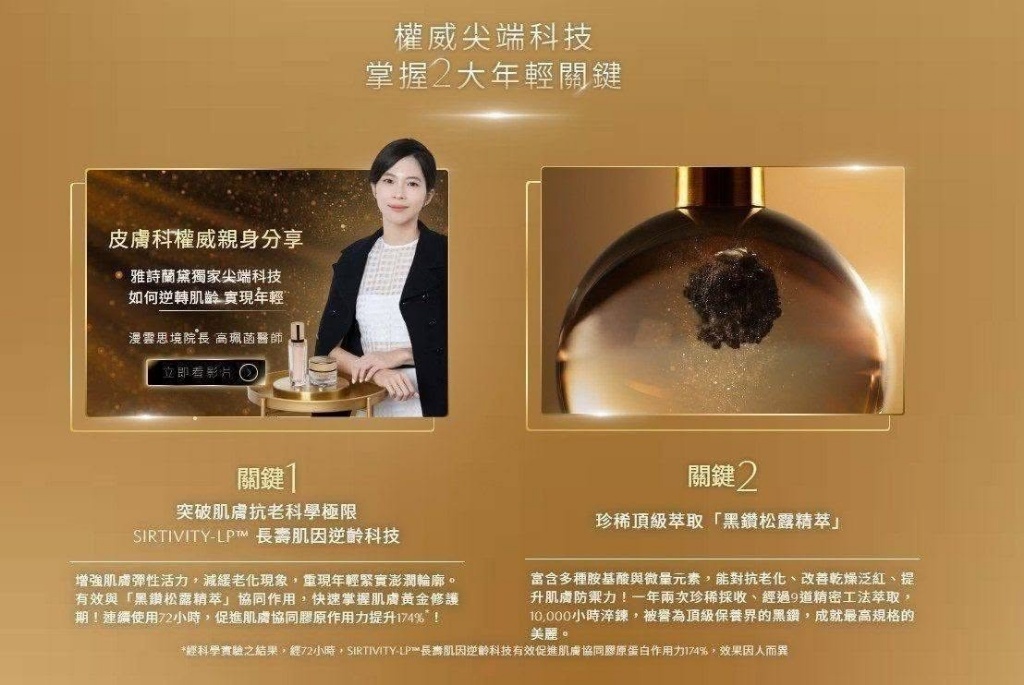 權威尖端科技
掌握2大年輕關鍵
皮膚科權威親身分享
雅詩蘭黛獨家尖端科技
如何逆轉肌齡 實現年輕
漫雲思境院長 高珮菡醫師
立即看影片
關鍵1
突破肌膚抗老科學極限
SIRTIVITY-LP™ 長壽肌因逆齡科技
增強肌膚彈性活力，減緩老化現象，重現年輕緊實澎潤輪廓。
有效與「黑鑽松露精萃」協同作用，快速掌握肌膚黃金修護
期！連續使用72小時，促進肌膚協同膠原作用力提升174%*！
關鍵2
珍稀頂級萃取「黑鑽松露精萃」
富含多種胺基酸與微量元素，能對抗老化、改善乾燥泛紅、提
升肌膚防禦力！一年兩次珍稀採收、經過9道精密工法萃取，
10,000小時淬鍊，被譽為頂級保養界的黑鑽，成就最高規格的
美麗。
*經科學實驗之結果，經72小時，SIRTIVITY-LP™長壽肌因逆齡科技有效促進肌膚協同膠原蛋白作用力174%，效果因人而異